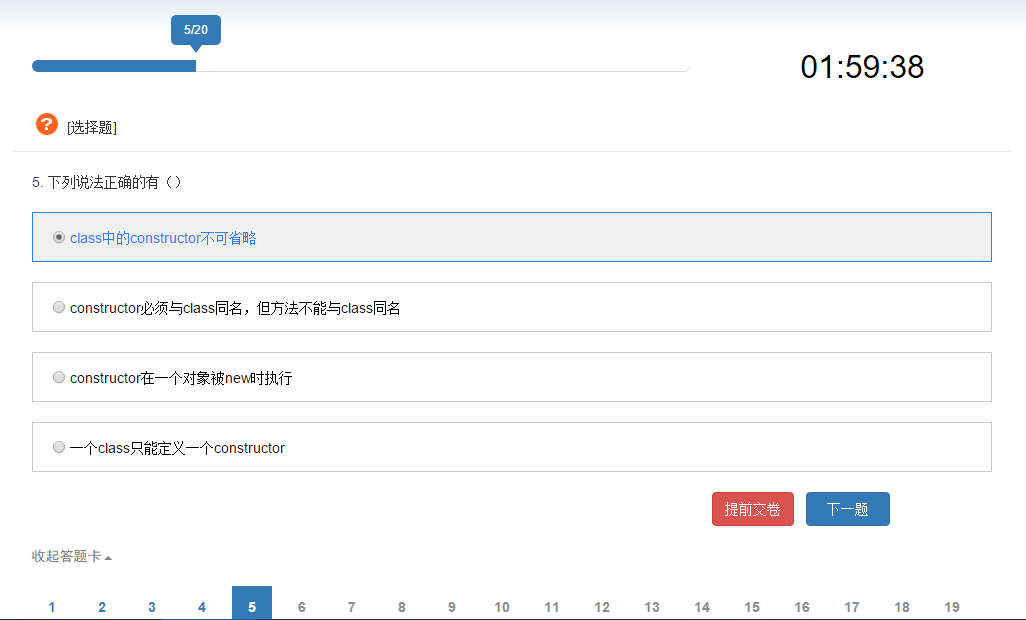 5/20
01:59:38
? [选择题]
5. 下列说法正确的有（）
class中的constructor不可省略
constructor必须与class同名，但方法不能与class同名
constructor在一个对象被new时执行
一个class只能定义一个constructor
提前交卷 下一题
收起答题卡
1 2 3 4 5 6 7 8 9 10 11 12 13 14 15 16 17 18 19